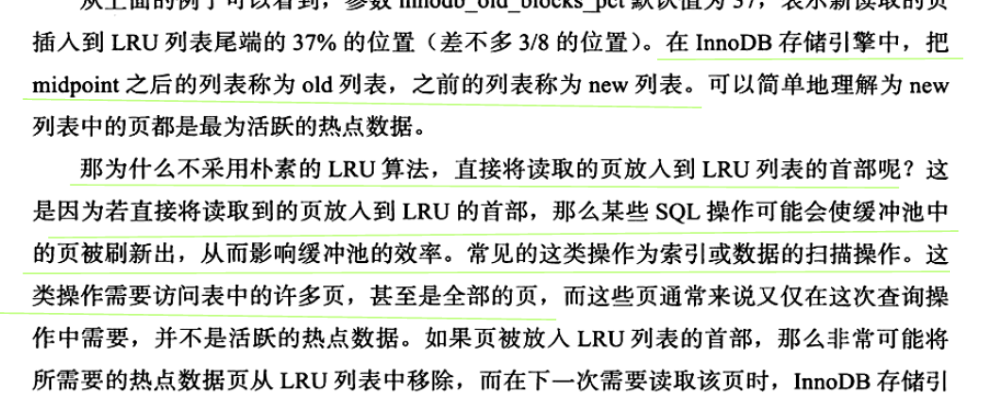 从上面的例子可以看到，参数 innodb_old_blocks_pct 默认值为 37，表示新读取的页
插入到 LRU 列表尾端的 37% 的位置（差不多 3/8 的位置）。在 InnoDB 存储引擎中，把
midpoint 之后的列表称为 old 列表，之前的列表称为 new 列表。可以简单地理解为 new
列表中的页都是最为活跃的热点数据。
那为什么不采用朴素的 LRU 算法，直接将读取的页放入到 LRU 列表的首部呢？这
是因为若直接将读取到的页放入到 LRU 的首部，那么某些 SQL 操作可能会使缓冲池中
的页被刷新出，从而影响缓冲池的效率。常见的这类操作为索引或数据的扫描操作。这
类操作需要访问表中的许多页，甚至是全部的页，而这些页通常来说又仅在这次查询操
作中需要，并不是活跃的热点数据。如果页被放入 LRU 列表的首部，那么非常可能将
所需要的热点数据页从 LRU 列表中移除，而在下一次需要读取该页时，InnoDB 存储引